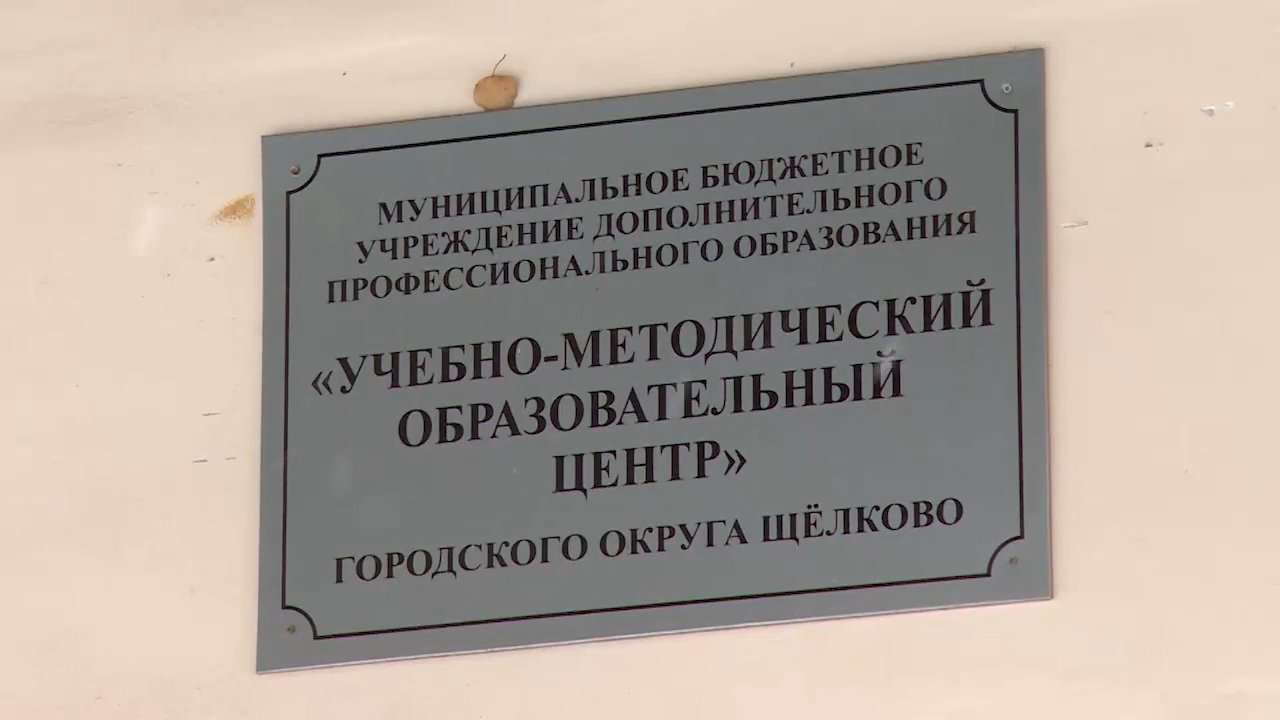 МУНИЦИПАЛЬНОЕ БЮДЖЕТНОЕ
УЧРЕЖДЕНИЕ ДОПОЛНИТЕЛЬНОГО
ПРОФЕССИОНАЛЬНОГО ОБРАЗОВАНИЯ
«УЧЕБНО-МЕТОДИЧЕСКИЙ
ОБРАЗОВАТЕЛЬНЫЙ
ЦЕНТР»
ГОРОДСКОГО ОКРУГА ЩЁЛКОВО